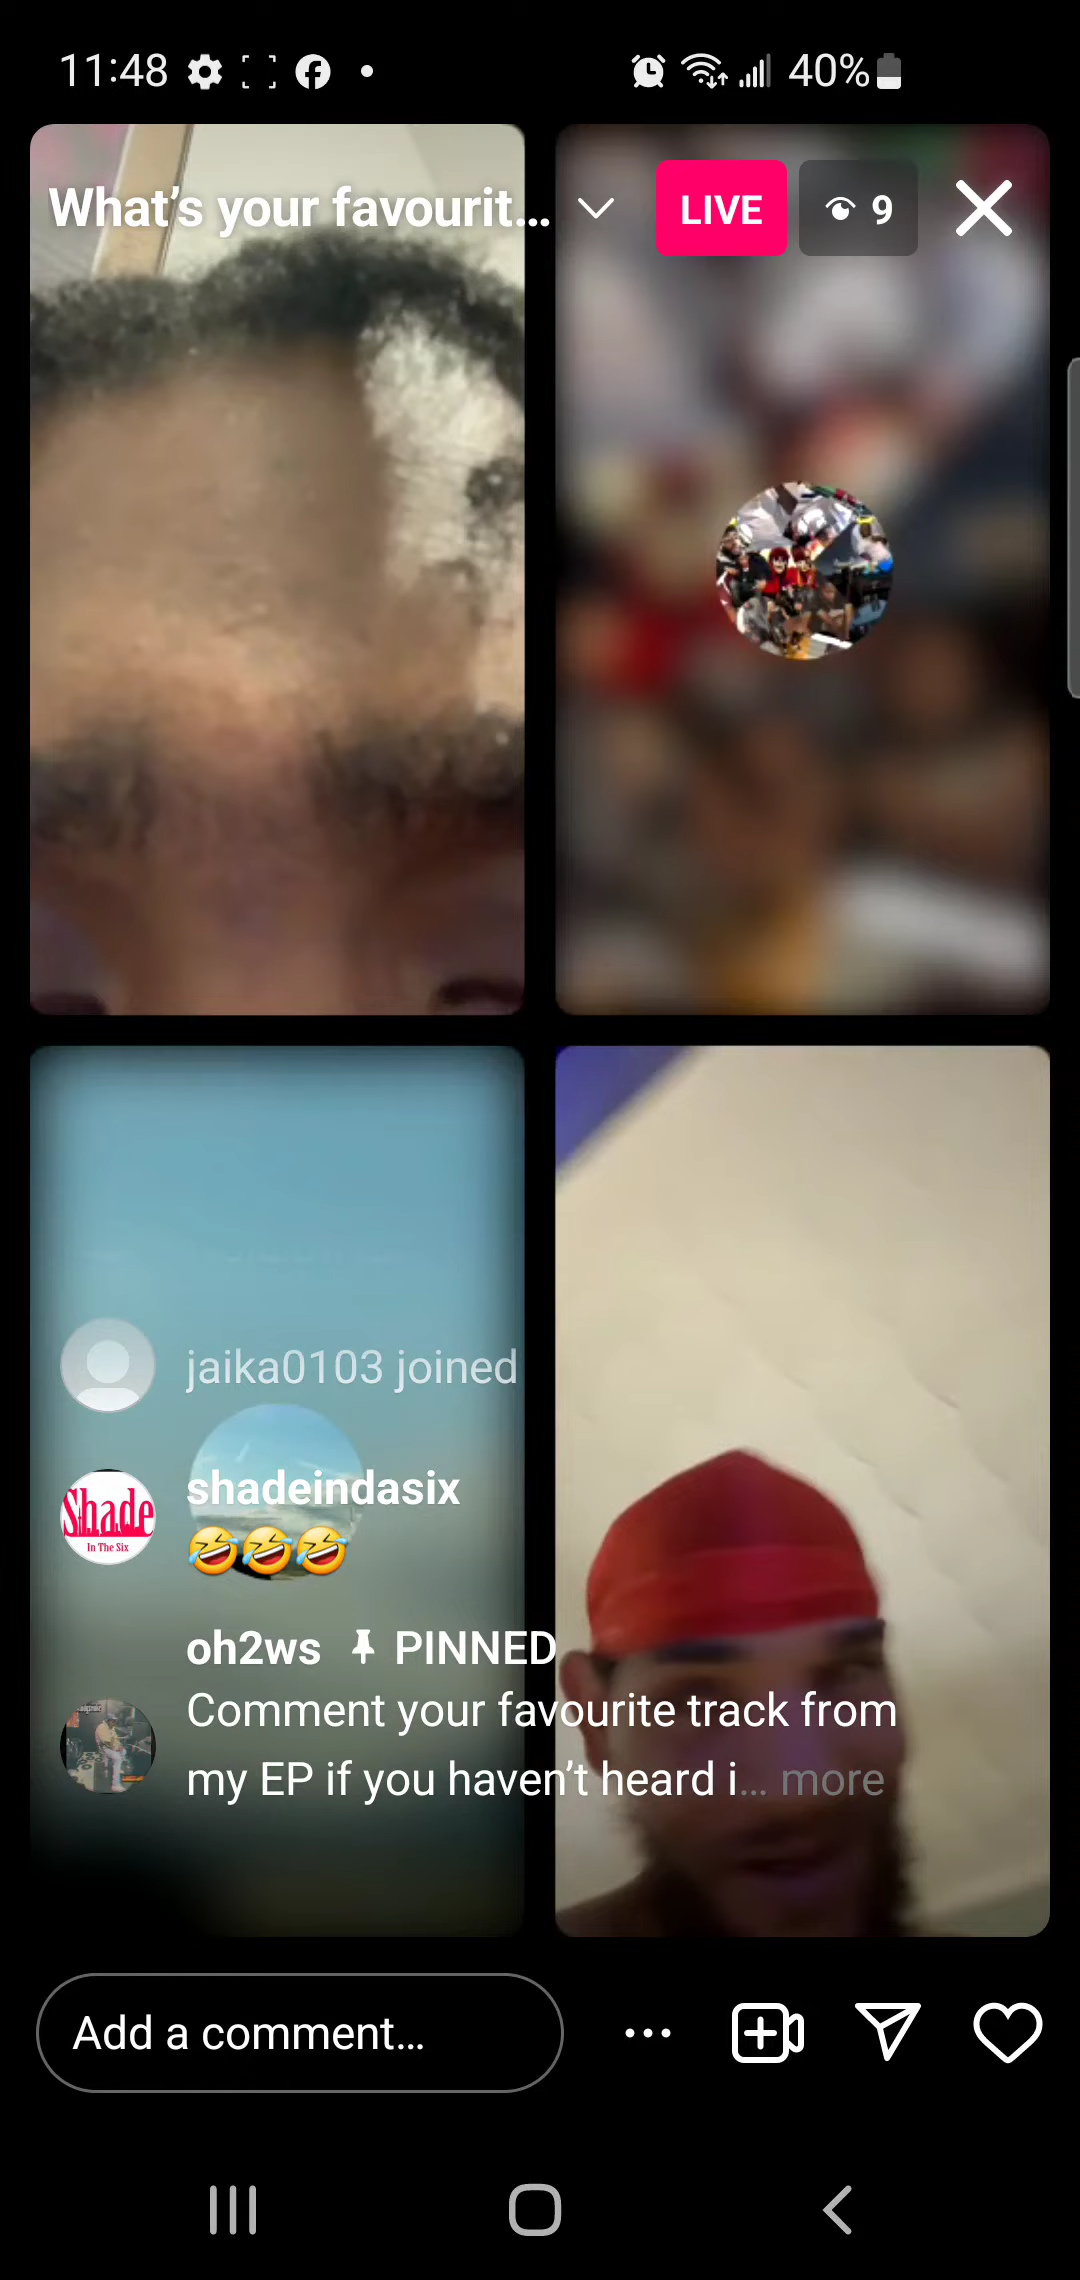 11:48
40%
What’s your favourit...
LIVE
9
jaika0103 joined
Shade
In The Six
shadeindasix
🤣🤣🤣
oh2ws PINNED
Comment your favourite track from
my EP if you haven’t heard i... more
Add a comment...